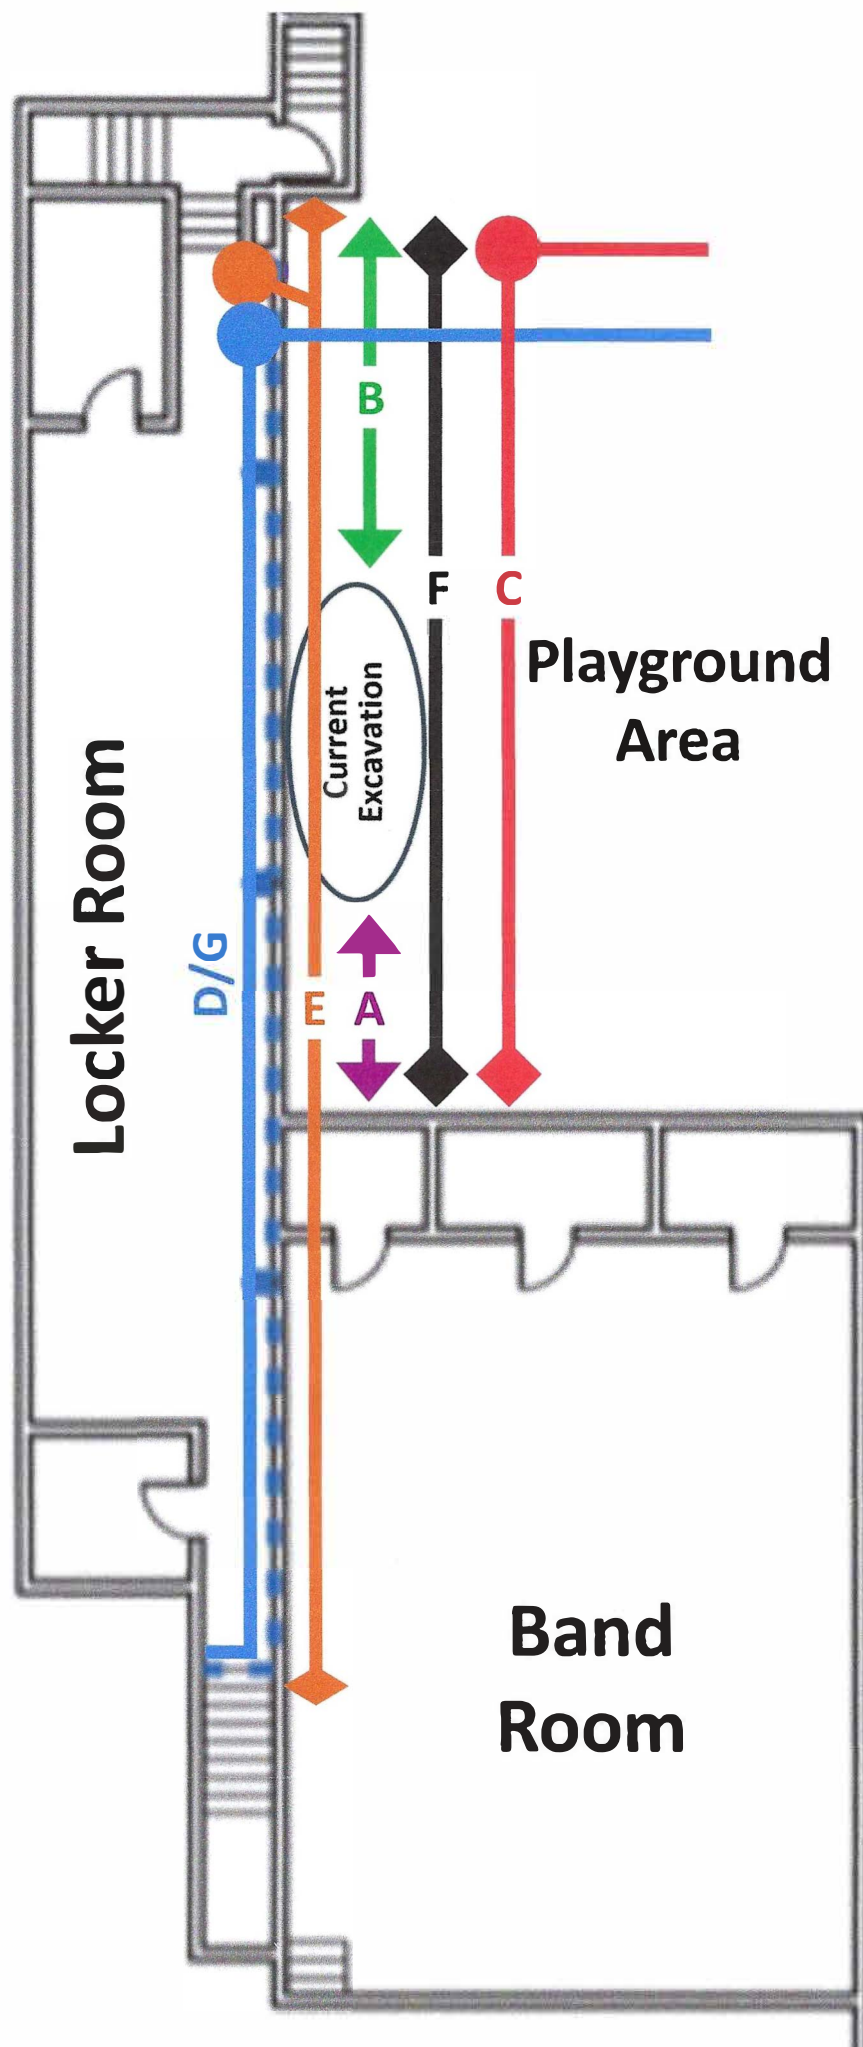 B
F
C
Playground
Area
Current
Excavation
Locker Room
D/G
E
A
Band
Room